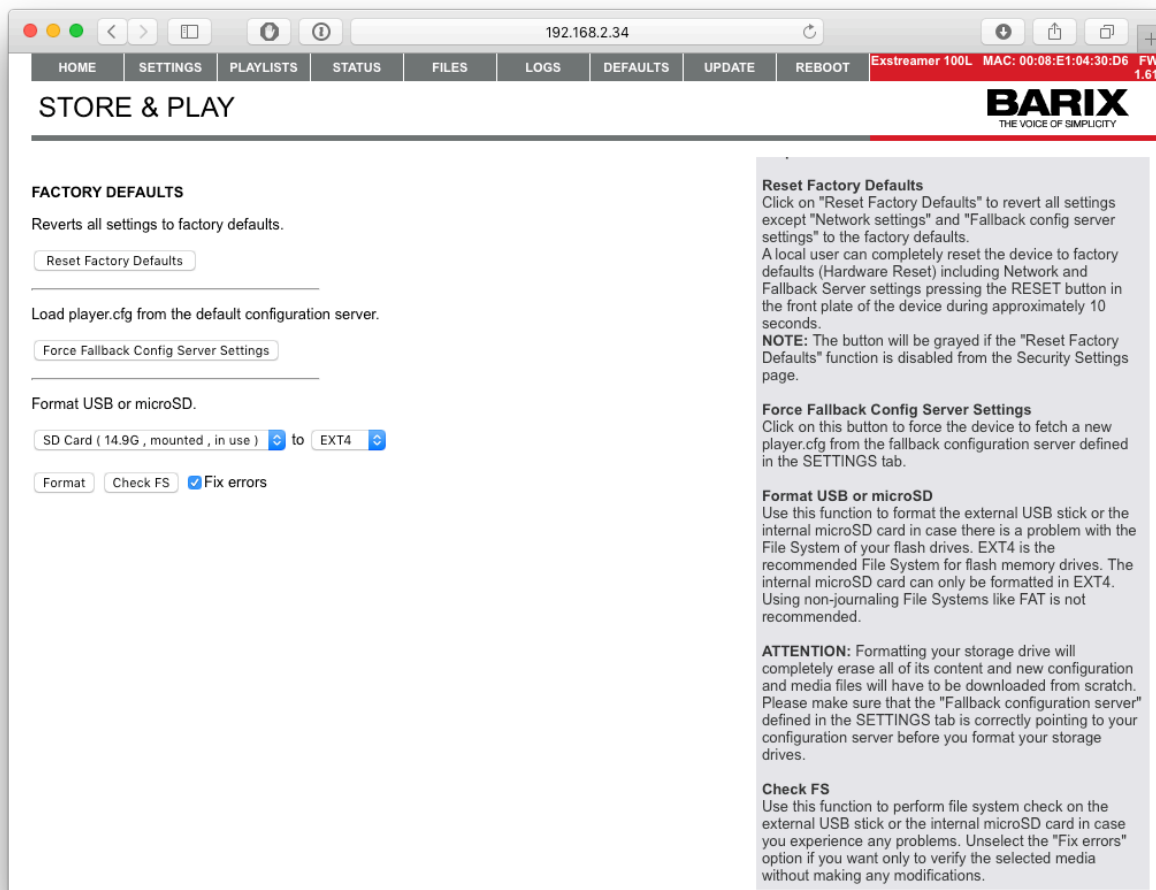 192.168.2.34
HOME SETTINGS PLAYLISTS STATUS FILES LOGS DEFAULTS UPDATE REBOOT Exstreamer 100L MAC: 00:08:E1:04:30:D6 FW
1.61
STORE & PLAY
BARIX
THE VOICE OF SIMPLICITY
FACTORY DEFAULTS
Reverts all settings to factory defaults.
Reset Factory Defaults
Load player.cfg from the default configuration server.
Force Fallback Config Server Settings
Format USB or microSD.
SD Card ( 14.9G , mounted , in use ) to EXT4
Format Check FS Fix errors
Reset Factory Defaults
Click on "Reset Factory Defaults" to revert all settings
except "Network settings" and "Fallback config server
settings" to the factory defaults.
A local user can completely reset the device to factory
defaults (Hardware Reset) including Network and
Fallback Server settings pressing the RESET button in
the front plate of the device during approximately 10
seconds.
NOTE: The button will be grayed if the "Reset Factory
Defaults" function is disabled from the Security Settings
page.
Force Fallback Config Server Settings
Click on this button to force the device to fetch a new
player.cfg from the fallback configuration server defined
in the SETTINGS tab.
Format USB or microSD
Use this function to format the external USB stick or the
internal microSD card in case there is a problem with the
File System of your flash drives. EXT4 is the
recommended File System for flash memory drives. The
internal microSD card can only be formatted in EXT4.
Using non-journaling File Systems like FAT is not
recommended.
ATTENTION: Formatting your storage drive will
completely erase all of its content and new configuration
and media files will have to be downloaded from scratch.
Please make sure that the "Fallback configuration server"
defined in the SETTINGS tab is correctly pointing to your
configuration server before you format your storage
drives.
Check FS
Use this function to perform file system check on the
external USB stick or the internal microSD card in case
you experience any problems. Unselect the "Fix errors"
option if you want only to verify the selected media
without making any modifications.